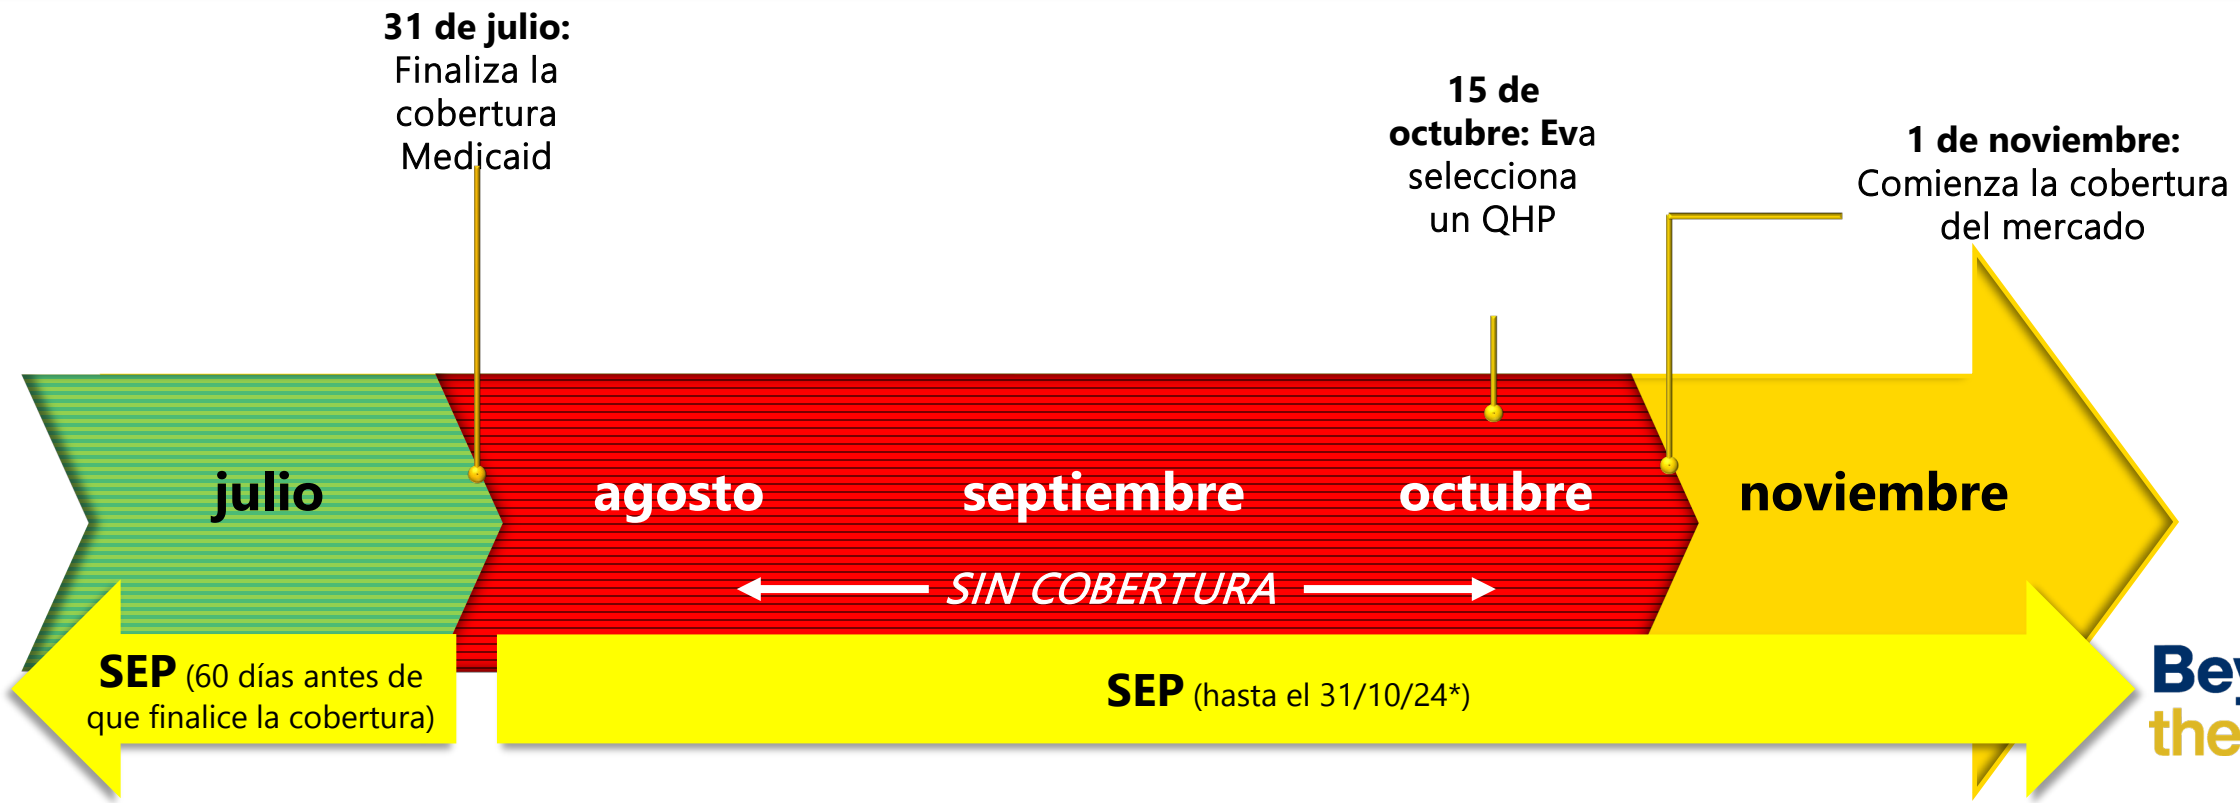 31 de julio:
Finaliza la
cobertura
Medicaid
15 de
octubre: Eva
selecciona
un QHP
1 de noviembre:
Comienza la cobertura
del mercado
julio
agosto
septiembre
octubre
noviembre
SIN COBERTURA
SEP (60 días antes de
que finalice la cobertura)
SEP (hasta el 31/10/24*)
the